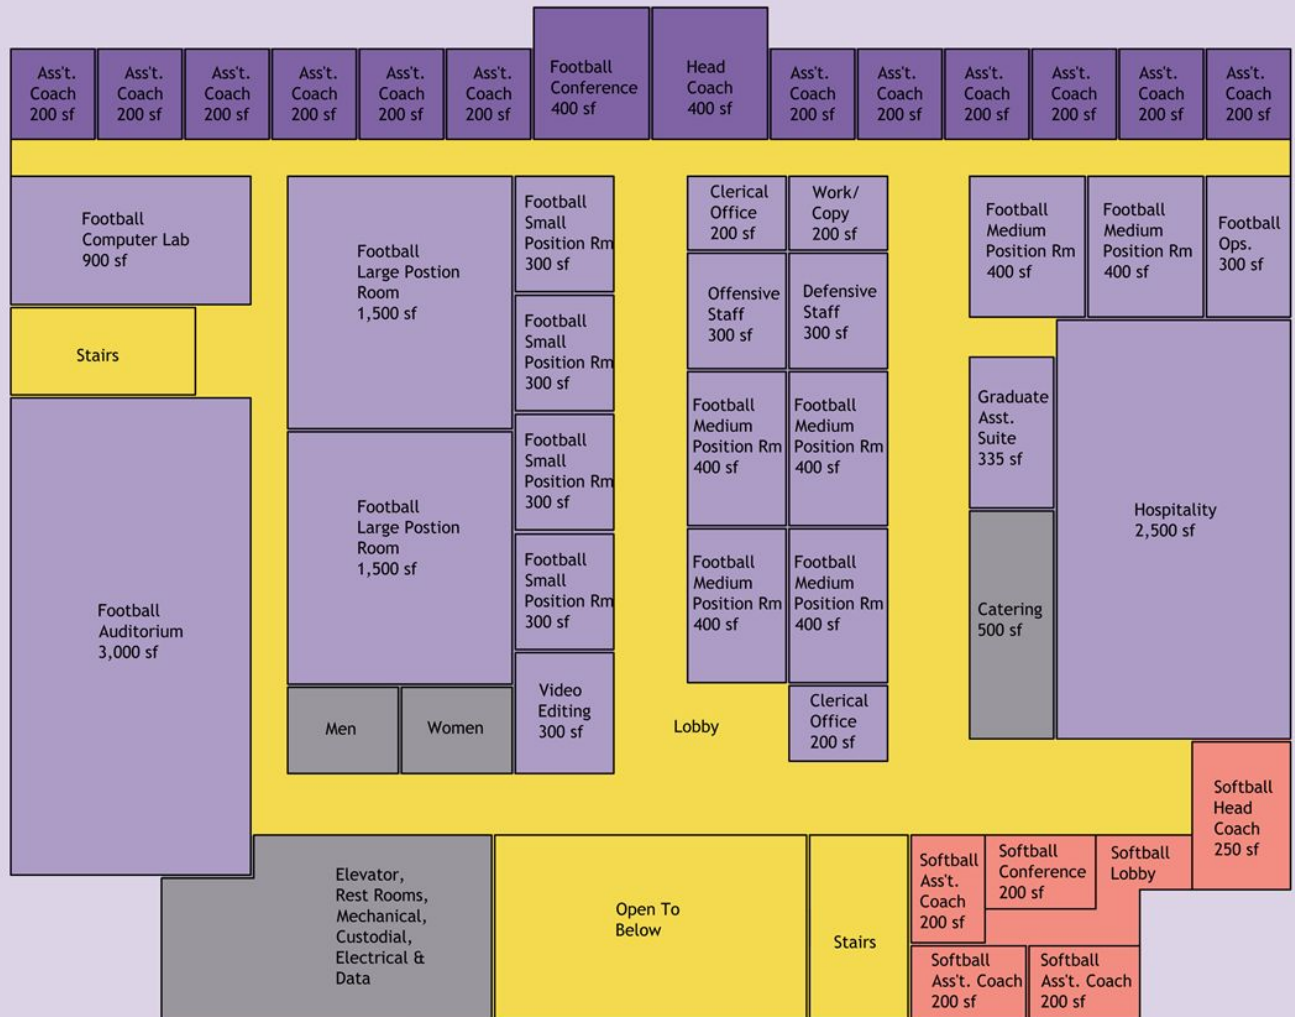 Ass't.
Coach
200 sf
Ass't.
Coach
200 sf
Ass't.
Coach
200 sf
Ass't.
Coach
200 sf
Ass't.
Coach
200 sf
Ass't.
Coach
200 sf
Football
Conference
400 sf
Head
Coach
400 sf
Ass't.
Coach
200 sf
Ass't.
Coach
200 sf
Ass't.
Coach
200 sf
Ass't.
Coach
200 sf
Ass't.
Coach
200 sf
Ass't.
Coach
200 sf
Football
Computer Lab
900 sf
Football
Large Postion
Room
1,500 sf
Football
Small
Position Rm
300 sf
Clerical
Office
200 sf
Work/
Copy
200 sf
Football
Medium
Position Rm
400 sf
Football
Medium
Position Rm
400 sf
Football
Ops.
300 sf
Stairs
Football
Small
Position Rm
300 sf
Offensive
Staff
300 sf
Defensive
Staff
300 sf
Football
Large Postion
Room
1,500 sf
Football
Small
Position Rm
300 sf
Football
Medium
Position Rm
400 sf
Football
Medium
Position Rm
400 sf
Graduate
Asst.
Suite
335 sf
Hospitality
2,500 sf
Football
Auditorium
3,000 sf
Football
Small
Position Rm
300 sf
Football
Medium
Position Rm
400 sf
Football
Medium
Position Rm
400 sf
Catering
500 sf
Men
Women
Video
Editing
300 sf
Lobby
Clerical
Office
200 sf
Softball
Head
Coach
250 sf
Elevator,
Rest Rooms,
Mechanical,
Custodial,
Electrical &
Data
Open To
Below
Stairs
Softball
Ass't.
Coach
200 sf
Softball
Conference
200 sf
Softball
Lobby
Softball
Ass't. Coach
200 sf
Softball
Ass't. Coach
200 sf